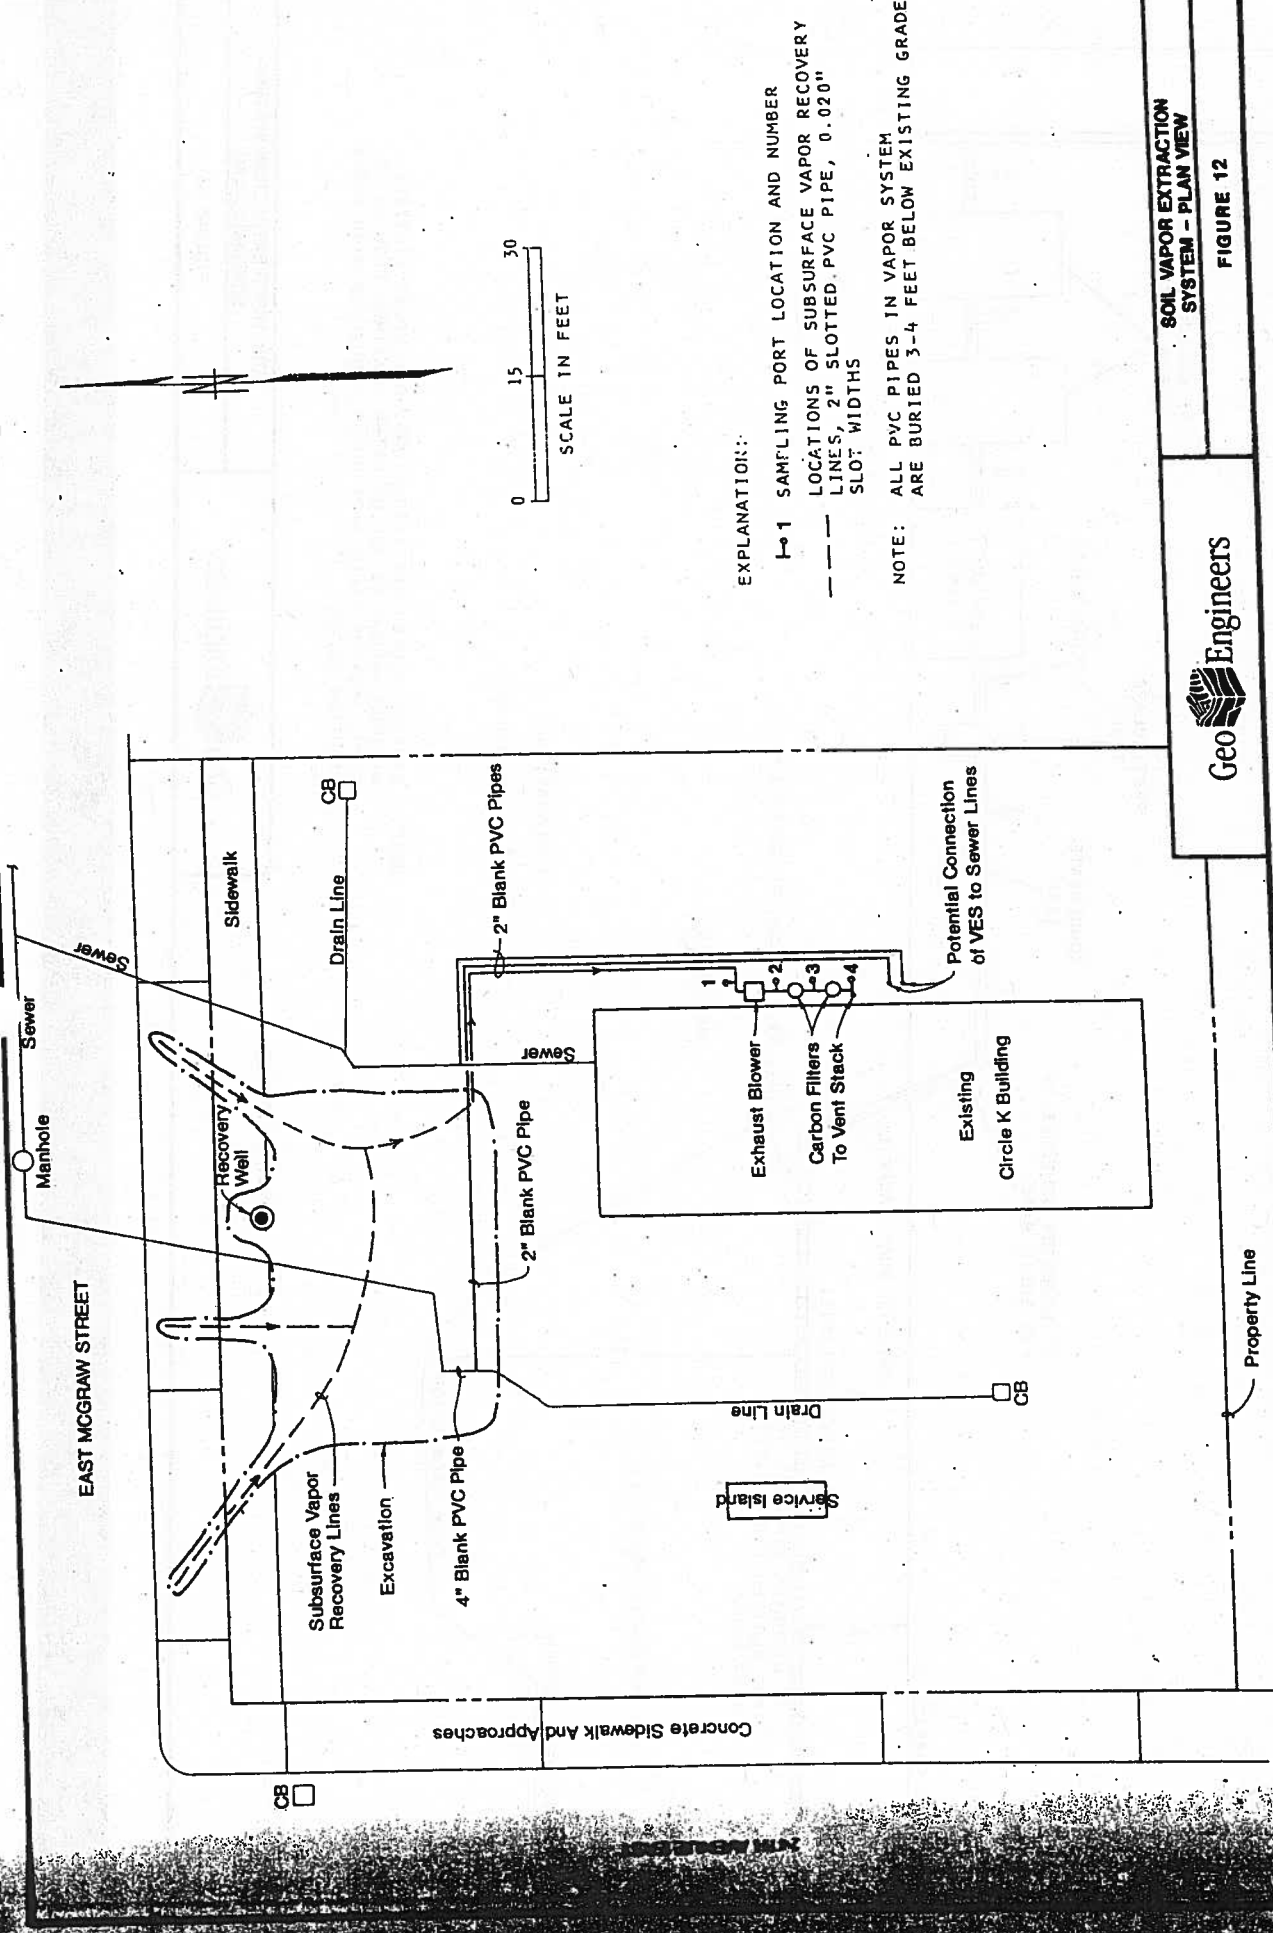 EAST MCGRAW STREET
Manhole
Sewer
Sewer
Sidewalk
Recovery
Well
Drain Line
CB
CB
Subsurface Vapor
Recovery Lines
Excavation
4" Blank PVC Pipe
2" Blank PVC Pipe
2" Blank PVC Pipes
Sewer
Concrete Sidewalk And Approaches
Service Island
Drain Line
CB
1
2
3
4
Exhaust Blower
Carbon Filters
To Vent Stack
Existing
Circle K Building
Potential Connection
of VES to Sewer Lines
Property Line
N
0 15 30
SCALE IN FEET
EXPLANATION:
1 SAMPLING PORT LOCATION AND NUMBER
LOCATIONS OF SUBSURFACE VAPOR RECOVERY
LINES, 2" SLOTTED PVC PIPE, 0.020"
SLOT WIDTHS
NOTE: ALL PVC PIPES IN VAPOR SYSTEM
ARE BURIED 3-4 FEET BELOW EXISTING GRADE
Geo Engineers
SOIL VAPOR EXTRACTION
SYSTEM - PLAN VIEW
FIGURE 12